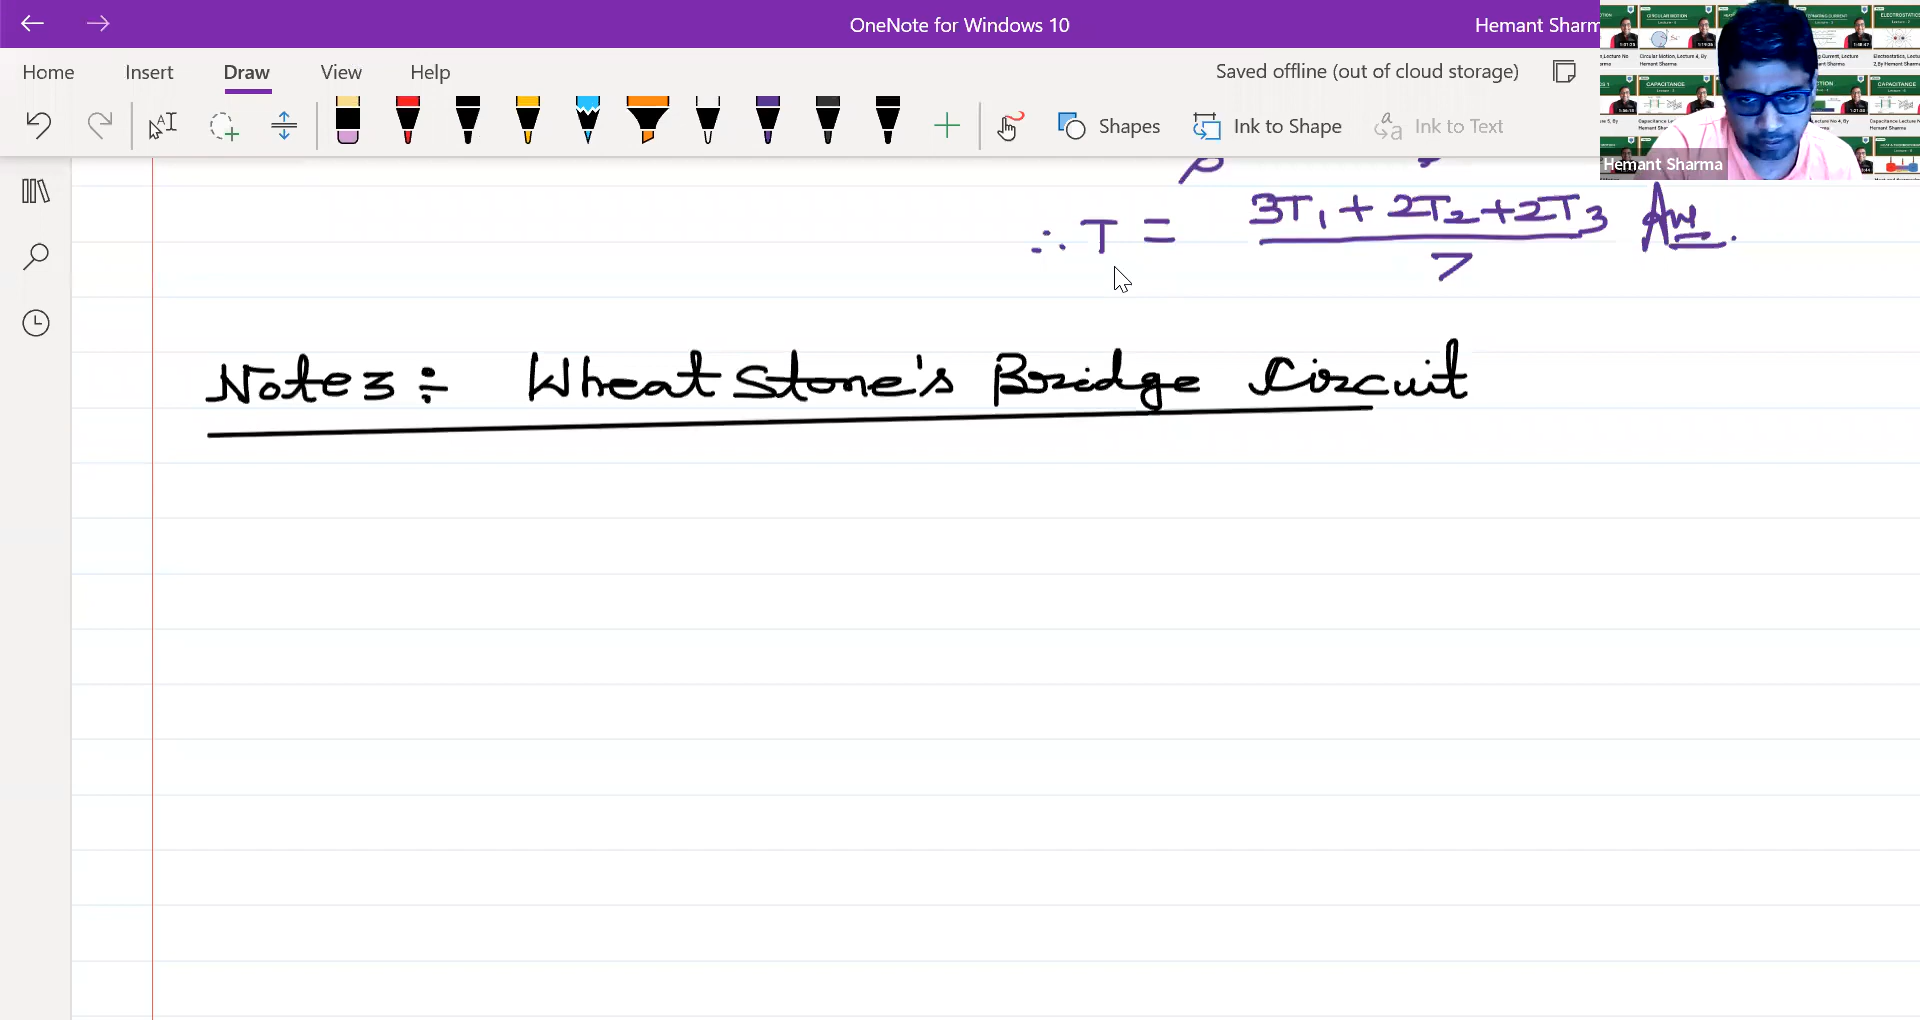 OneNote for Windows 10
Hemant Sharm
Home Insert Draw View Help
Saved offline (out of cloud storage)
Shapes Ink to Shape Ink to Text
Hemant Sharma
∴ T = 3T₁ + 2T₂ + 2T₃ / 7 Ans.
Note 3 ÷ Wheat Stone's Bridge Circuit